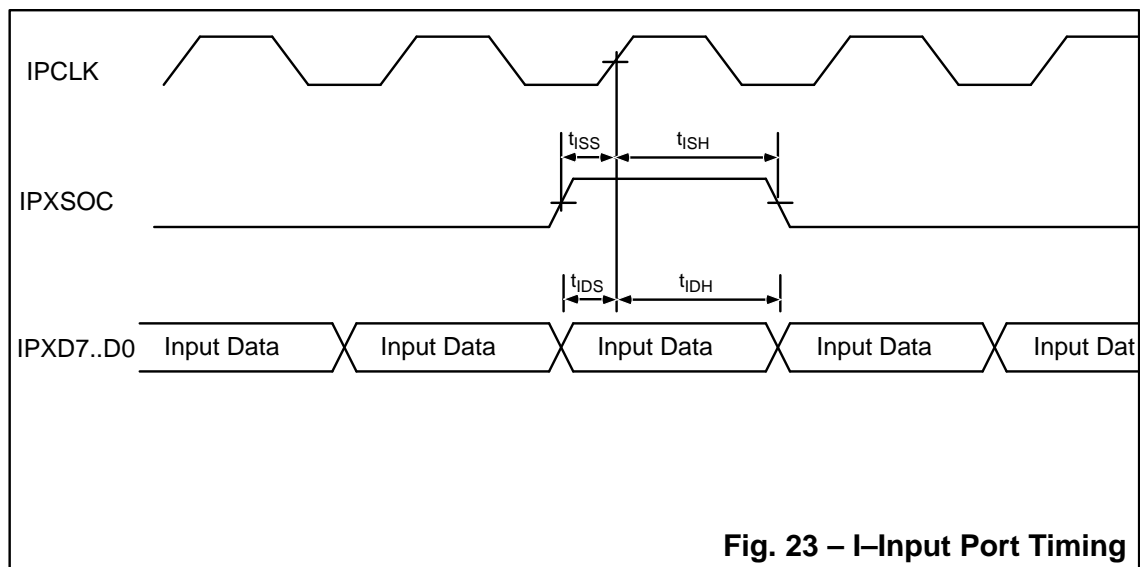 IPCLK
tISS
tISH
IPXSOC
tIDS
tIDH
IPXD7..D0 Input Data Input Data Input Data Input Data Input Dat
Fig. 23 – I–Input Port Timing